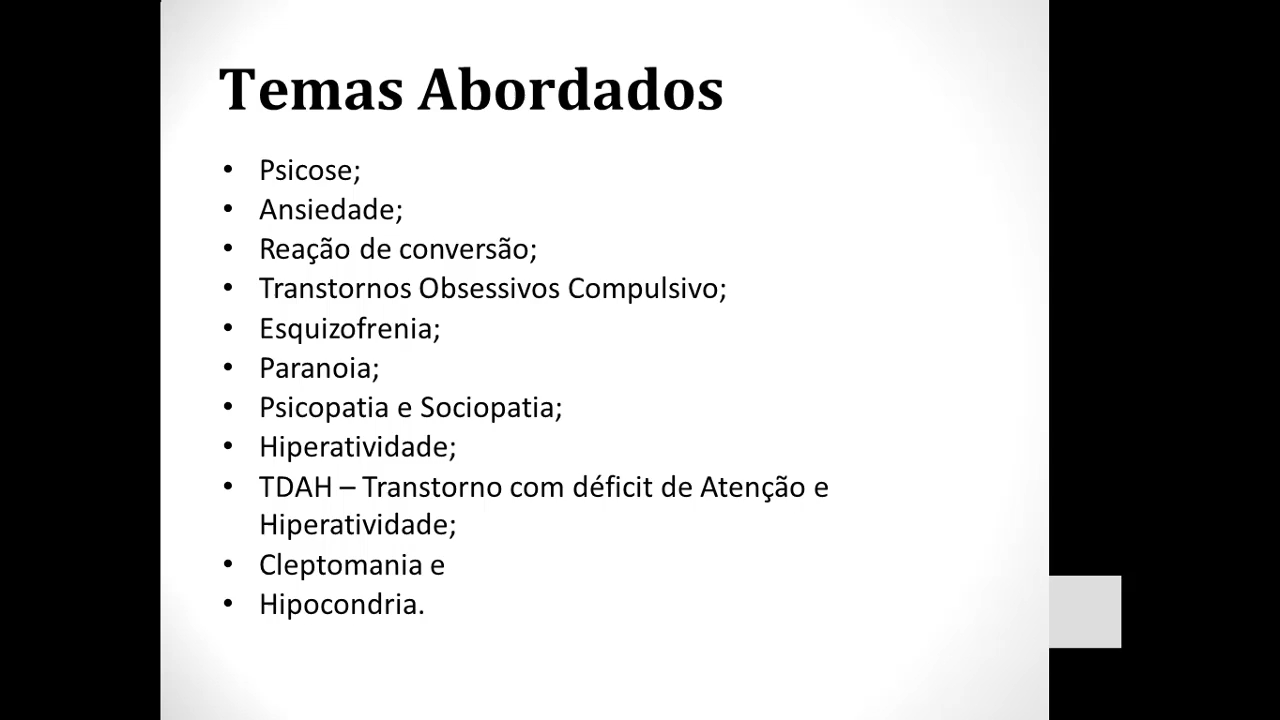 Temas Abordados
• Psicose;
• Ansiedade;
• Reação de conversão;
• Transtornos Obsessivos Compulsivo;
• Esquizofrenia;
• Paranoia;
• Psicopatia e Sociopatia;
• Hiperatividade;
• TDAH – Transtorno com déficit de Atenção e
Hiperatividade;
• Cleptomania e
• Hipocondria.